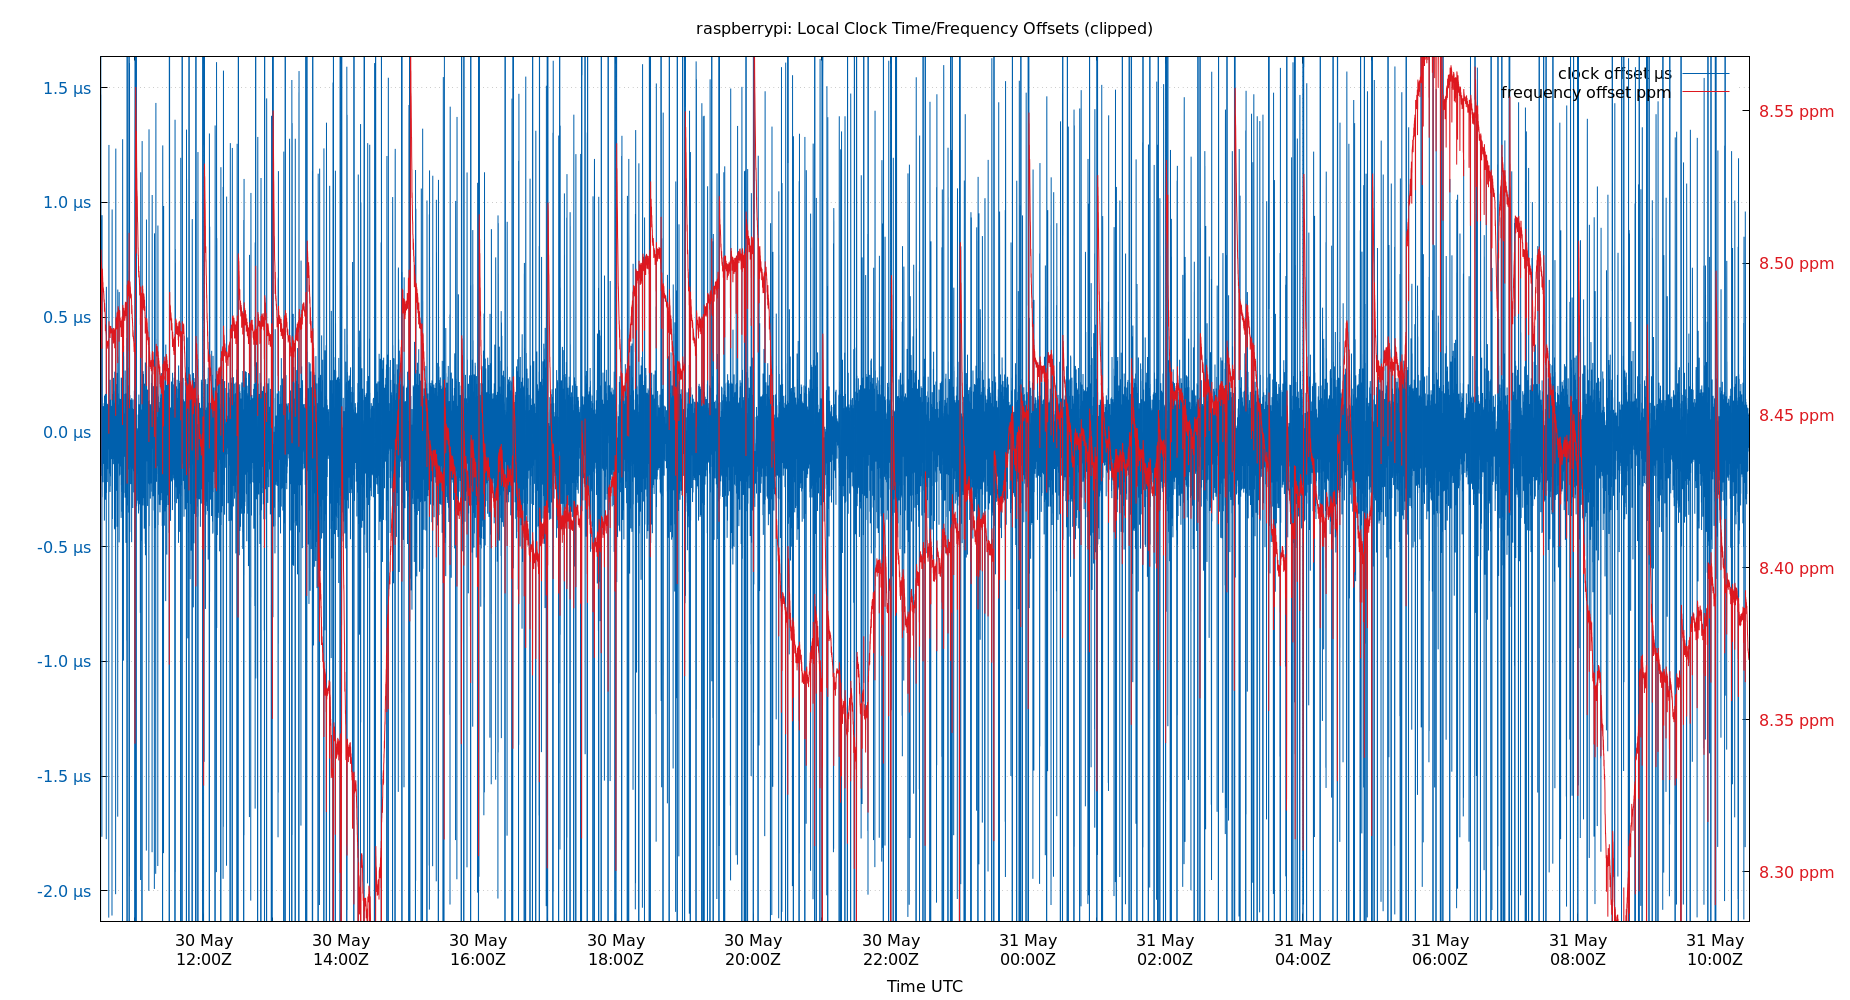 raspberrypi: Local Clock Time/Frequency Offsets (clipped)
clock offset µs
frequency offset ppm
1.5 µs
1.0 µs
0.5 µs
0.0 µs
-0.5 µs
-1.0 µs
-1.5 µs
-2.0 µs
8.55 ppm
8.50 ppm
8.45 ppm
8.40 ppm
8.35 ppm
8.30 ppm
30 May 30 May 30 May 30 May 30 May 30 May 31 May 31 May 31 May 31 May 31 May 31 May
12:00Z 14:00Z 16:00Z 18:00Z 20:00Z 22:00Z 00:00Z 02:00Z 04:00Z 06:00Z 08:00Z 10:00Z
Time UTC